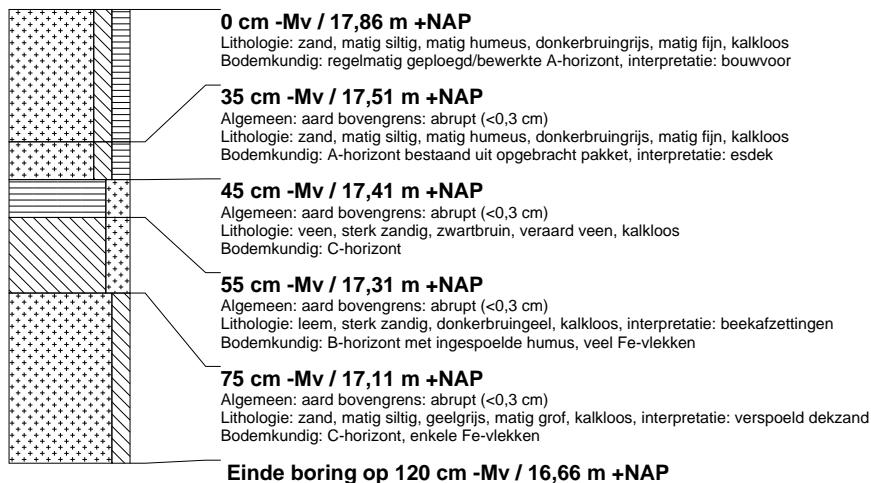 0 cm -Mv / 17,86 m +NAP
Lithologie: zand, matig siltig, matig humeus, donkerbruingrijs, matig fijn, kalkloos
Bodemkundig: regelmatig geploegd/bewerkte A-horizont, interpretatie: bouwvoor
35 cm -Mv / 17,51 m +NAP
Algemeen: aard bovengrens: abrupt (<0,3 cm)
Lithologie: zand, matig siltig, matig humeus, donkerbruingrijs, matig fijn, kalkloos
Bodemkundig: A-horizont bestaand uit opgebracht pakket, interpretatie: esdek
45 cm -Mv / 17,41 m +NAP
Algemeen: aard bovengrens: abrupt (<0,3 cm)
Lithologie: veen, sterk zandig, zwartbruin, veraard veen, kalkloos
Bodemkundig: C-horizont
55 cm -Mv / 17,31 m +NAP
Algemeen: aard bovengrens: abrupt (<0,3 cm)
Lithologie: leem, sterk zandig, donkerbruingeel, kalkloos, interpretatie: beekafzettingen
Bodemkundig: B-horizont met ingespoelde humus, veel Fe-vlekken
75 cm -Mv / 17,11 m +NAP
Algemeen: aard bovengrens: abrupt (<0,3 cm)
Lithologie: zand, matig siltig, geelgrijs, matig grof, kalkloos, interpretatie: verspoeld dekzand
Bodemkundig: C-horizont, enkele Fe-vlekken
Einde boring op 120 cm -Mv / 16,66 m +NAP